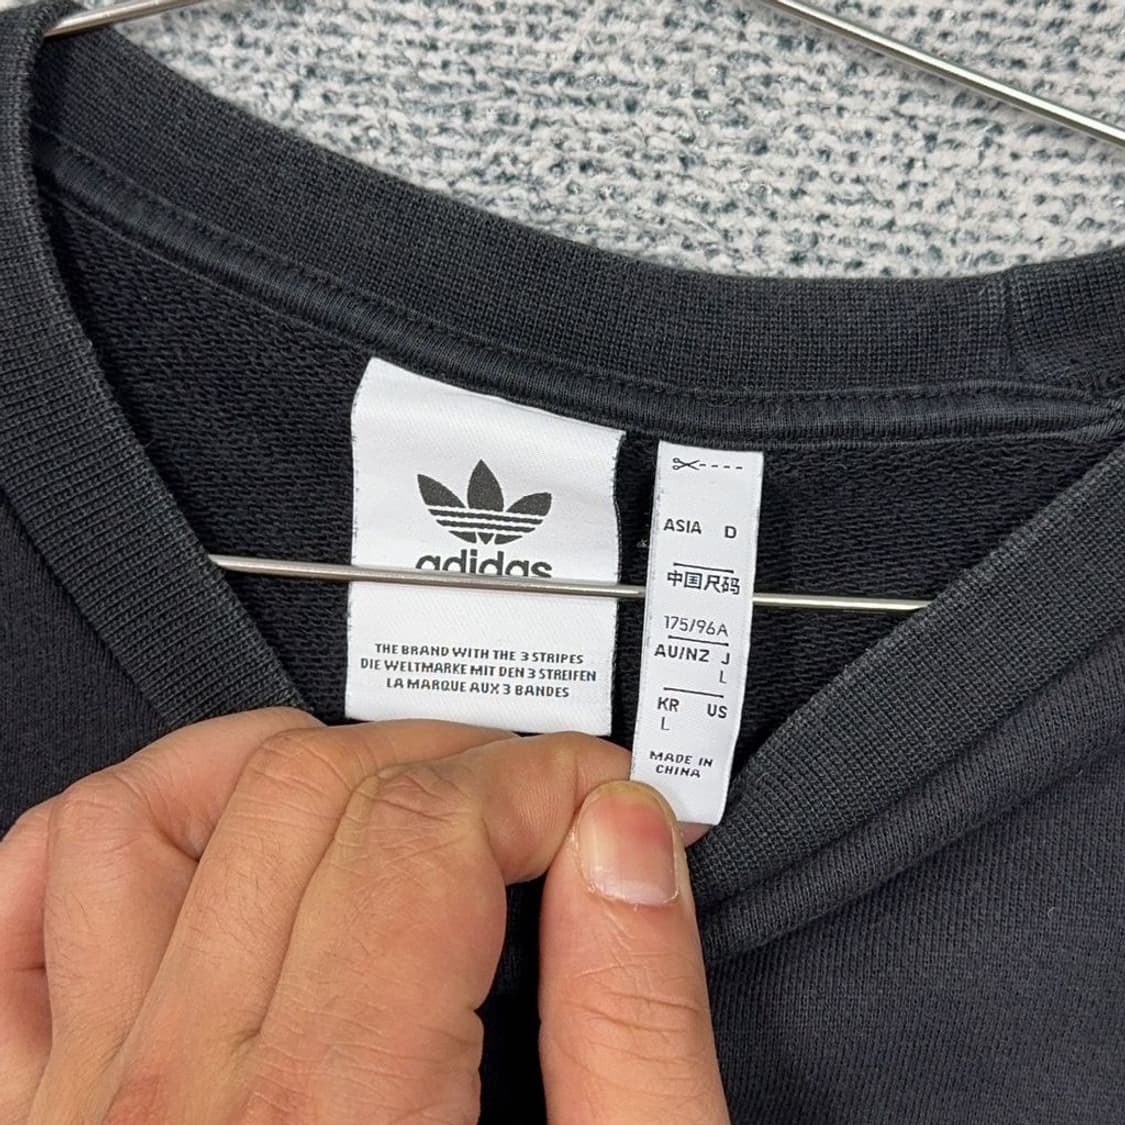 adidas
THE BRAND WITH THE 3 STRIPES
DIE WELTMARKE MIT DEN 3 STREIFEN
LA MARQUE AUX 3 BANDES
ASIA D
中国尺码
175/96A
AU/NZ J
L
KR US
L
MADE IN
CHINA